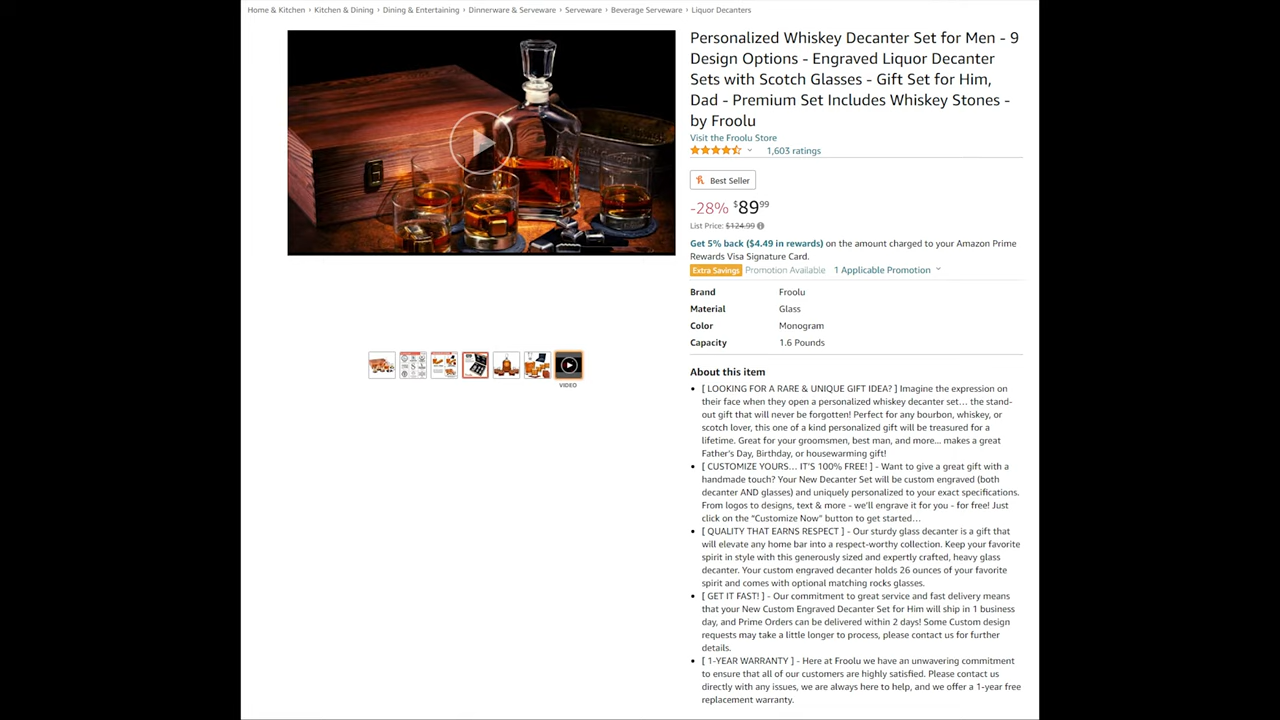 Home & Kitchen › Kitchen & Dining › Dining & Entertaining › Dinnerware & Serveware › Serveware › Beverage Serveware › Liquor Decanters
Personalized Whiskey Decanter Set for Men - 9
Design Options - Engraved Liquor Decanter
Sets with Scotch Glasses - Gift Set for Him,
Dad - Premium Set Includes Whiskey Stones -
by Froolu
Visit the Froolu Store
1,603 ratings
Best Seller
-28% $89 99
List Price: $124.99
Get 5% back ($4.49 in rewards) on the amount charged to your Amazon Prime
Rewards Visa Signature Card.
Extra Savings Promotion Available 1 Applicable Promotion
Brand Froolu
Material Glass
Color Monogram
Capacity 1.6 Pounds
VIDEO
About this item
[ LOOKING FOR A RARE & UNIQUE GIFT IDEA? ] Imagine the expression on
their face when they open a personalized whiskey decanter set… the stand-
out gift that will never be forgotten! Perfect for any bourbon, whiskey, or
scotch lover, this one of a kind personalized gift will be treasured for a
lifetime. Great for your groomsmen, best man, and more… makes a great
Father's Day, Birthday, or housewarming gift!
[ CUSTOMIZE YOURS… IT'S 100% FREE! ] - Want to give a great gift with a
handmade touch? Your New Decanter Set will be custom engraved (both
decanter AND glasses) and uniquely personalized to your exact specifications.
From logos to designs, text & more - we'll engrave it for you - for free! Just
click on the “Customize Now” button to get started…
[ QUALITY THAT EARNS RESPECT ] - Our sturdy glass decanter is a gift that
will elevate any home bar into a respect-worthy collection. Keep your favorite
spirit in style with this generously sized and expertly crafted, heavy glass
decanter. Your custom engraved decanter holds 26 ounces of your favorite
spirit and comes with optional matching rocks glasses.
[ GET IT FAST! ] - Our commitment to great service and fast delivery means
that your New Custom Engraved Decanter Set for Him will ship in 1 business
day, and Prime Orders can be delivered within 2 days! Some Custom design
requests may take a little longer to process, please contact us for further
details.
[ 1-YEAR WARRANTY ] - Here at Froolu we have an unwavering commitment
to ensure that all of our customers are highly satisfied. Please contact us
directly with any issues, we are always here to help, and we offer a 1-year free
replacement warranty.